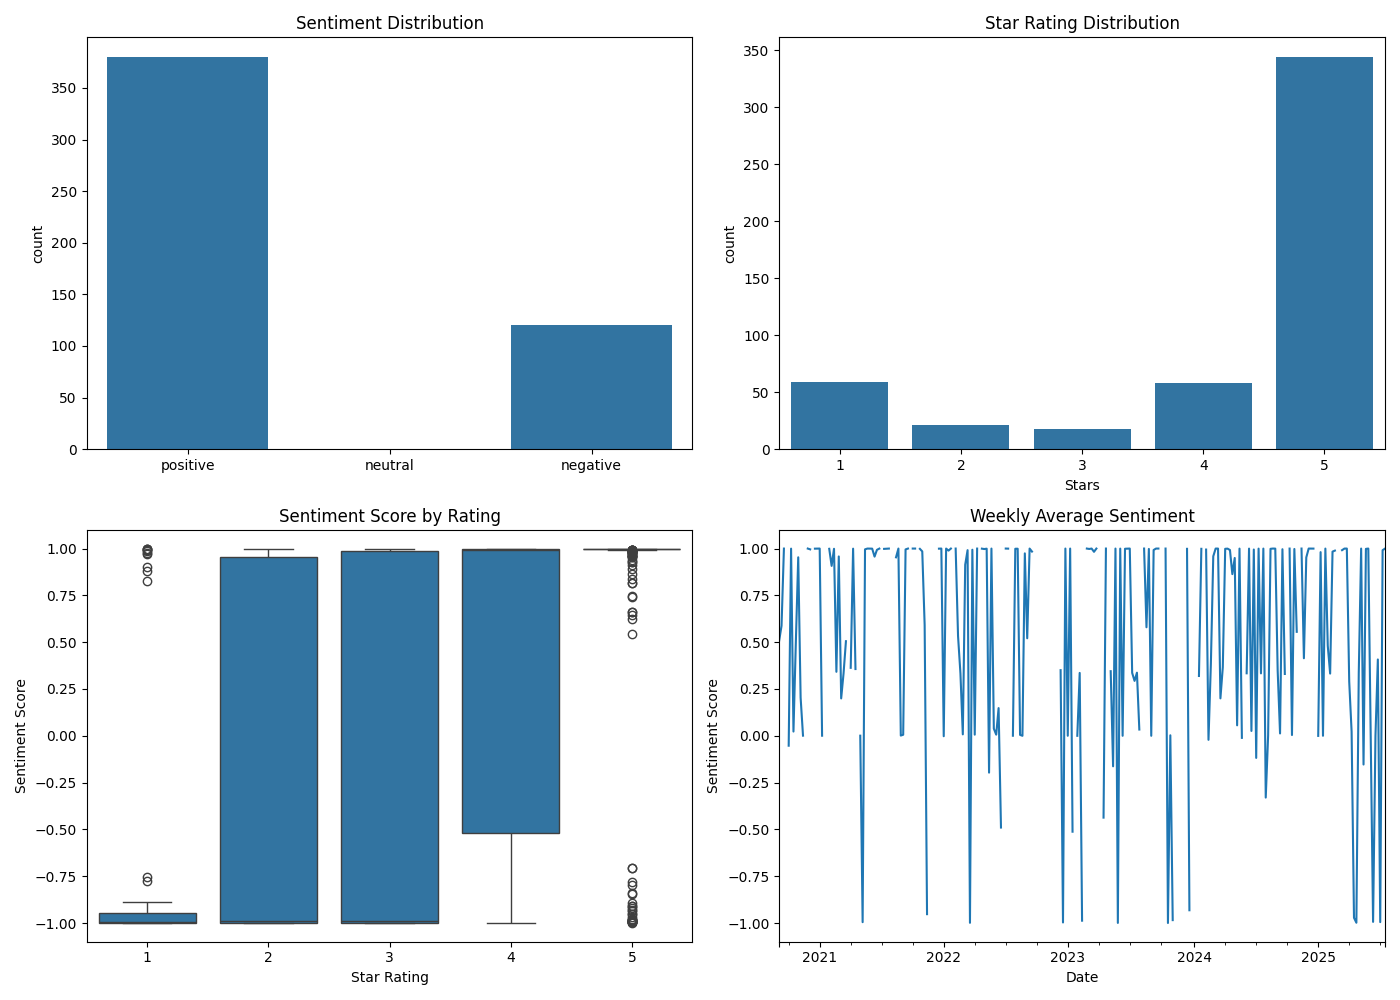 Sentiment Distribution
count
350
300
250
200
150
100
50
0
positive neutral negative
Star Rating Distribution
count
350
300
250
200
150
100
50
0
1 2 3 4 5
Stars
Sentiment Score by Rating
Sentiment Score
1.00
0.75
0.50
0.25
0.00
−0.25
−0.50
−0.75
−1.00
1 2 3 4 5
Star Rating
Weekly Average Sentiment
Sentiment Score
1.00
0.75
0.50
0.25
0.00
−0.25
−0.50
−0.75
−1.00
2021 2022 2023 2024 2025
Date